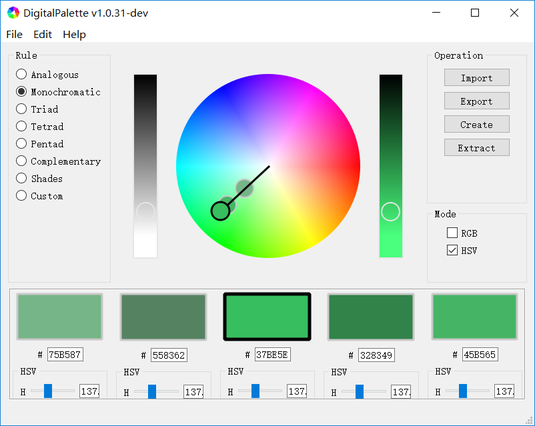 DigitalPalette v1.0.31-dev
File Edit Help
Rule
Analogous
Monochromatic
Triad
Tetrad
Pentad
Complementary
Shades
Custom
Operation
Import
Export
Create
Extract
Mode
RGB
HSV
# 75B587 # 558362 # 37BE5E # 328349 # 45B565
HSV HSV HSV HSV HSV
H 137. H 137. H 137. H 137. H 137.